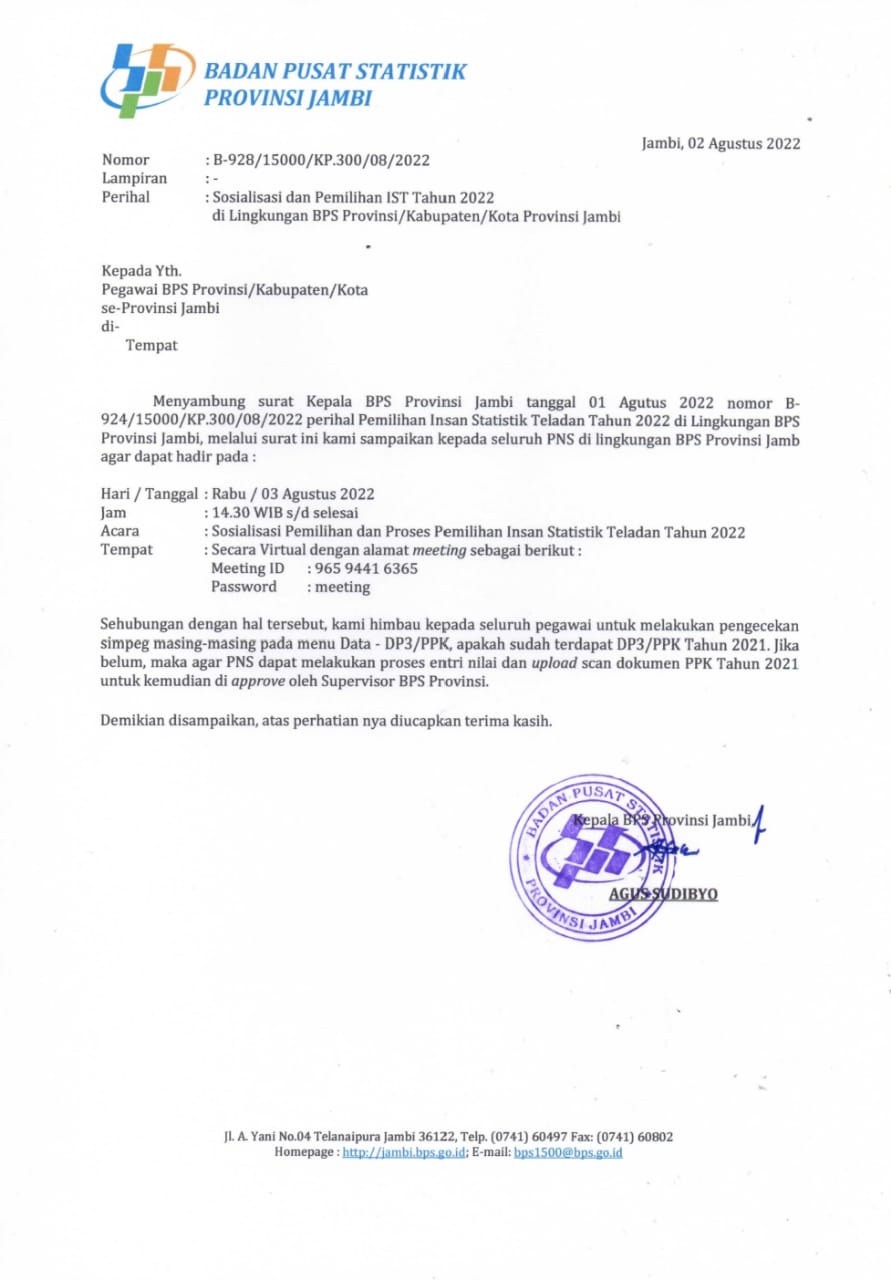 BADAN PUSAT STATISTIK
PROVINSI JAMBI
Jambi, 02 Agustus 2022
Nomor : B-928/15000/KP.300/08/2022
Lampiran : -
Perihal : Sosialisasi dan Pemilihan IST Tahun 2022
di Lingkungan BPS Provinsi/Kabupaten/Kota Provinsi Jambi
Kepada Yth.
Pegawai BPS Provinsi/Kabupaten/Kota
se-Provinsi Jambi
di-
Tempat
Menyambung surat Kepala BPS Provinsi Jambi tanggal 01 Agutus 2022 nomor B-
924/15000/KP.300/08/2022 perihal Pemilihan Insan Statistik Teladan Tahun 2022 di Lingkungan BPS
Provinsi Jambi, melalui surat ini kami sampaikan kepada seluruh PNS di lingkungan BPS Provinsi Jamb
agar dapat hadir pada :
Hari / Tanggal : Rabu / 03 Agustus 2022
Jam : 14.30 WIB s/d selesai
Acara : Sosialisasi Pemilihan dan Proses Pemilihan Insan Statistik Teladan Tahun 2022
Tempat : Secara Virtual dengan alamat meeting sebagai berikut :
Meeting ID : 965 9441 6365
Password : meeting
Sehubungan dengan hal tersebut, kami himbau kepada seluruh pegawai untuk melakukan pengecekan
simpeg masing-masing pada menu Data - DP3/PPK, apakah sudah terdapat DP3/PPK Tahun 2021. Jika
belum, maka agar PNS dapat melakukan proses entri nilai dan upload scan dokumen PPK Tahun 2021
untuk kemudian di approve oleh Supervisor BPS Provinsi.
Demikian disampaikan, atas perhatian nya diucapkan terima kasih.
Kepala BPS Provinsi Jambi,
AGUS SUDIBYO
BADAN PUSAT STATISTIK
PROVINSI JAMBI
Jl. A. Yani No.04 Telanaipura Jambi 36122, Telp. (0741) 60497 Fax: (0741) 60802
Homepage : http://jambi.bps.go.id; E-mail: bps1500@bps.go.id